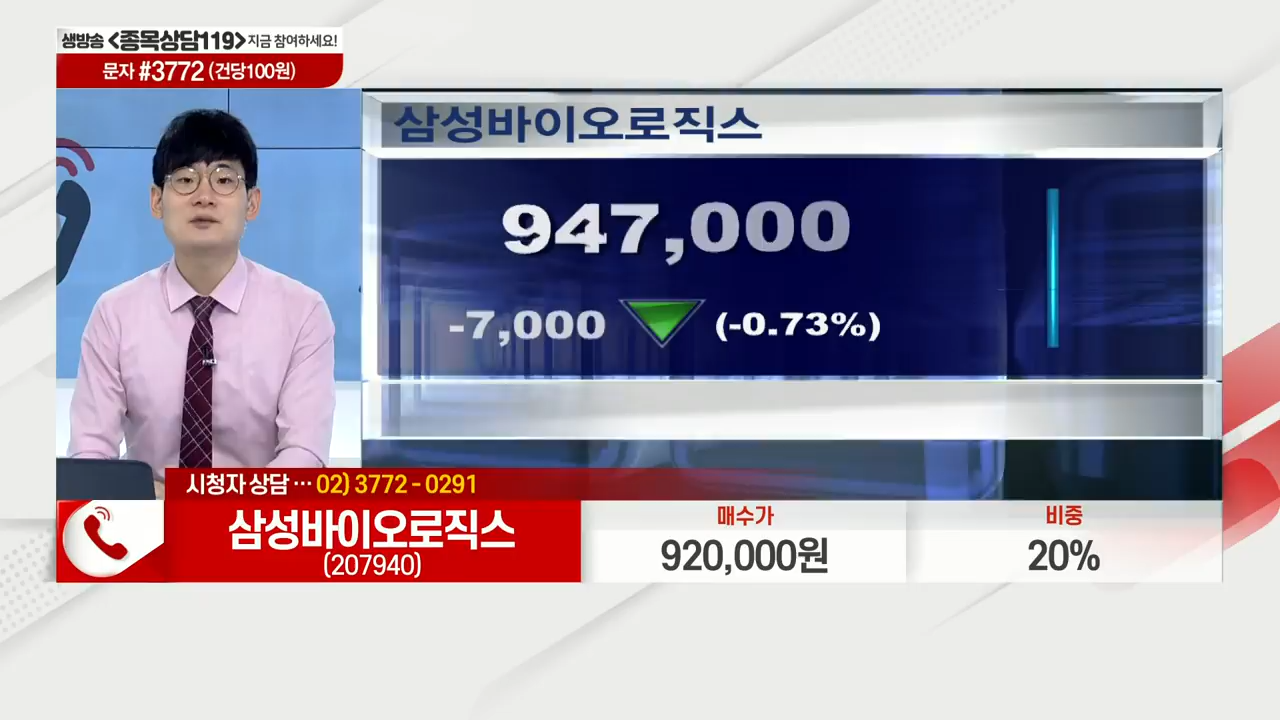 생방송 <종목상담119> 지금 참여하세요!
문자 #3772 (건당100원)
삼성바이오로직스
947,000
-7,000 (-0.73%)
시청자 상담 … 02) 3772 - 0291
삼성바이오로직스
(207940)
매수가
920,000원
비중
20%